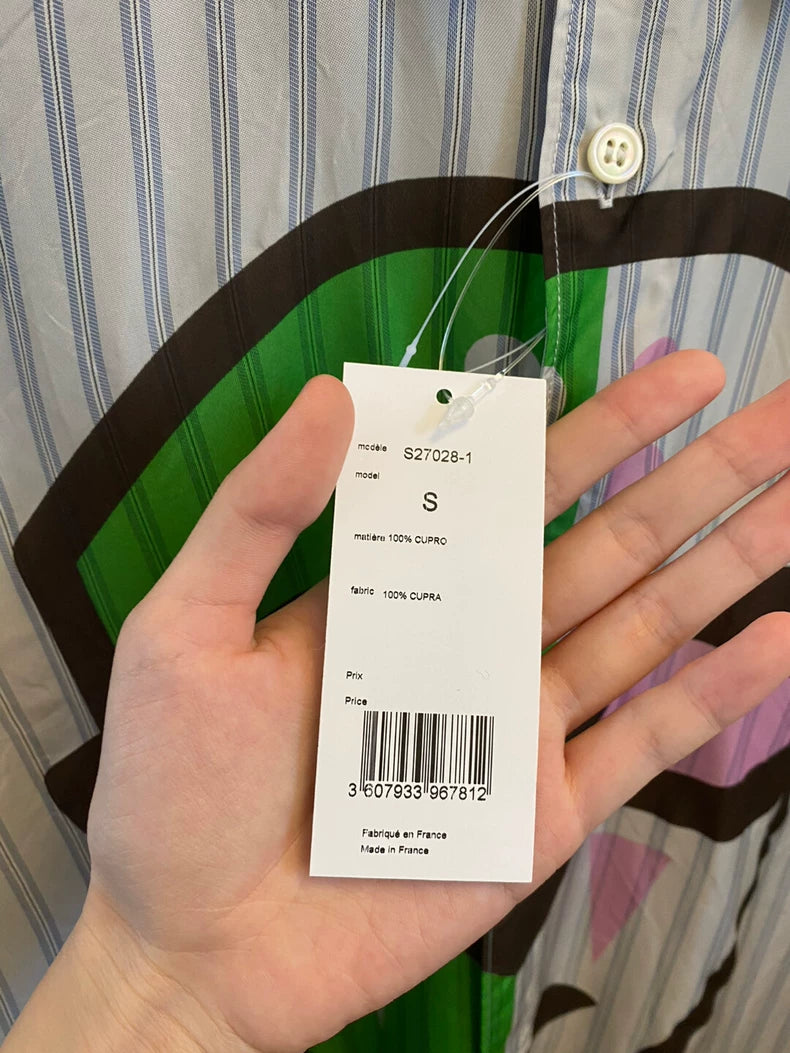 modèle S27028-1
model
S
matière 100% CUPRO
fabric 100% CUPRA
Prix
Price
3 607933 967812
Fabriqué en France
Made in France